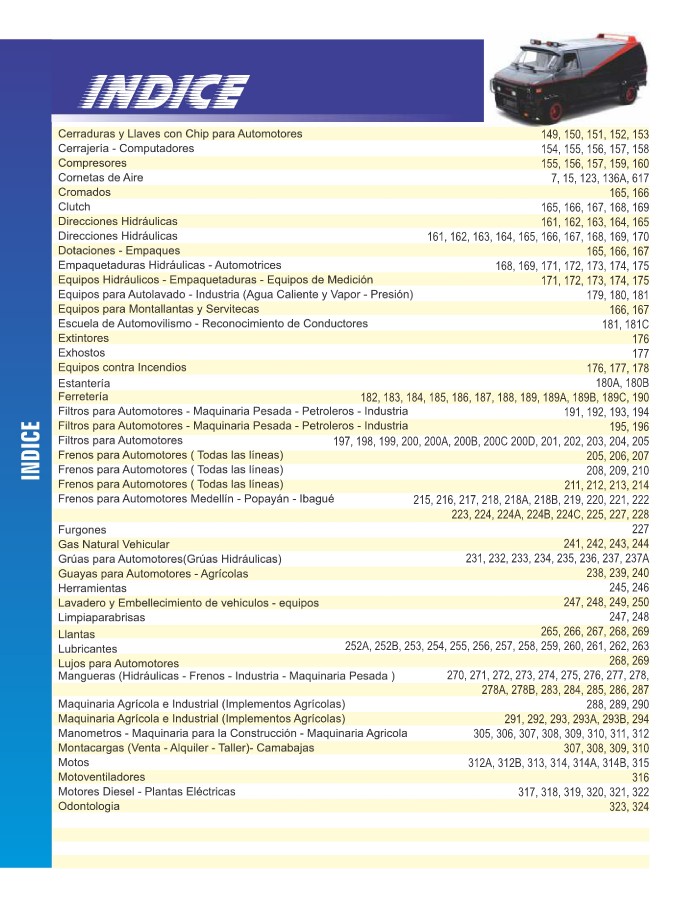 INDICE
Cerraduras y Llaves con Chip para Automotores 149, 150, 151, 152, 153
Cerrajería - Computadores 154, 155, 156, 157, 158
Compresores 155, 156, 157, 159, 160
Cornetas de Aire 7, 15, 123, 136A, 617
Cromados 165, 166
Clutch 165, 166, 167, 168, 169
Direcciones Hidráulicas 161, 162, 163, 164, 165
Direcciones Hidráulicas 161, 162, 163, 164, 165, 166, 167, 168, 169, 170
Dotaciones - Empaques 165, 166, 167
Empaquetaduras Hidráulicas - Automotrices 168, 169, 171, 172, 173, 174, 175
Equipos Hidráulicos - Empaquetaduras - Equipos de Medición 171, 172, 173, 174, 175
Equipos para Autolavado - Industria (Agua Caliente y Vapor - Presión) 179, 180, 181
Equipos para Montallantas y Servitecas 166, 167
Escuela de Automovilismo - Reconocimiento de Conductores 181, 181C
Extintores 176
Exhostos 177
Equipos contra Incendios 176, 177, 178
Estantería 180A, 180B
Ferretería 182, 183, 184, 185, 186, 187, 188, 189, 189A, 189B, 189C, 190
Filtros para Automotores - Maquinaria Pesada - Petroleros - Industria 191, 192, 193, 194
Filtros para Automotores - Maquinaria Pesada - Petroleros - Industria 195, 196
Filtros para Automotores 197, 198, 199, 200, 200A, 200B, 200C 200D, 201, 202, 203, 204, 205
Frenos para Automotores ( Todas las líneas) 205, 206, 207
Frenos para Automotores ( Todas las líneas) 208, 209, 210
Frenos para Automotores ( Todas las líneas) 211, 212, 213, 214
Frenos para Automotores Medellín - Popayán - Ibagué 215, 216, 217, 218, 218A, 218B, 219, 220, 221, 222
223, 224, 224A, 224B, 224C, 225, 227, 228
Furgones 227
Gas Natural Vehicular 241, 242, 243, 244
Grúas para Automotores(Grúas Hidráulicas) 231, 232, 233, 234, 235, 236, 237, 237A
Guayas para Automotores - Agrícolas 238, 239, 240
Herramientas 245, 246
Lavadero y Embellecimiento de vehiculos - equipos 247, 248, 249, 250
Limpiaparabrisas 247, 248
Llantas 265, 266, 267, 268, 269
Lubricantes 252A, 252B, 253, 254, 255, 256, 257, 258, 259, 260, 261, 262, 263
Lujos para Automotores 268, 269
Mangueras (Hidráulicas - Frenos - Industria - Maquinaria Pesada ) 270, 271, 272, 273, 274, 275, 276, 277, 278,
278A, 278B, 283, 284, 285, 286, 287
Maquinaria Agrícola e Industrial (Implementos Agrícolas) 288, 289, 290
Maquinaria Agrícola e Industrial (Implementos Agrícolas) 291, 292, 293, 293A, 293B, 294
Manometros - Maquinaria para la Construcción - Maquinaria Agricola 305, 306, 307, 308, 309, 310, 311, 312
Montacargas (Venta - Alquiler - Taller)- Camabajas 307, 308, 309, 310
Motos 312A, 312B, 313, 314, 314A, 314B, 315
Motoventiladores 316
Motores Diesel - Plantas Eléctricas 317, 318, 319, 320, 321, 322
Odontologia 323, 324
INDICE